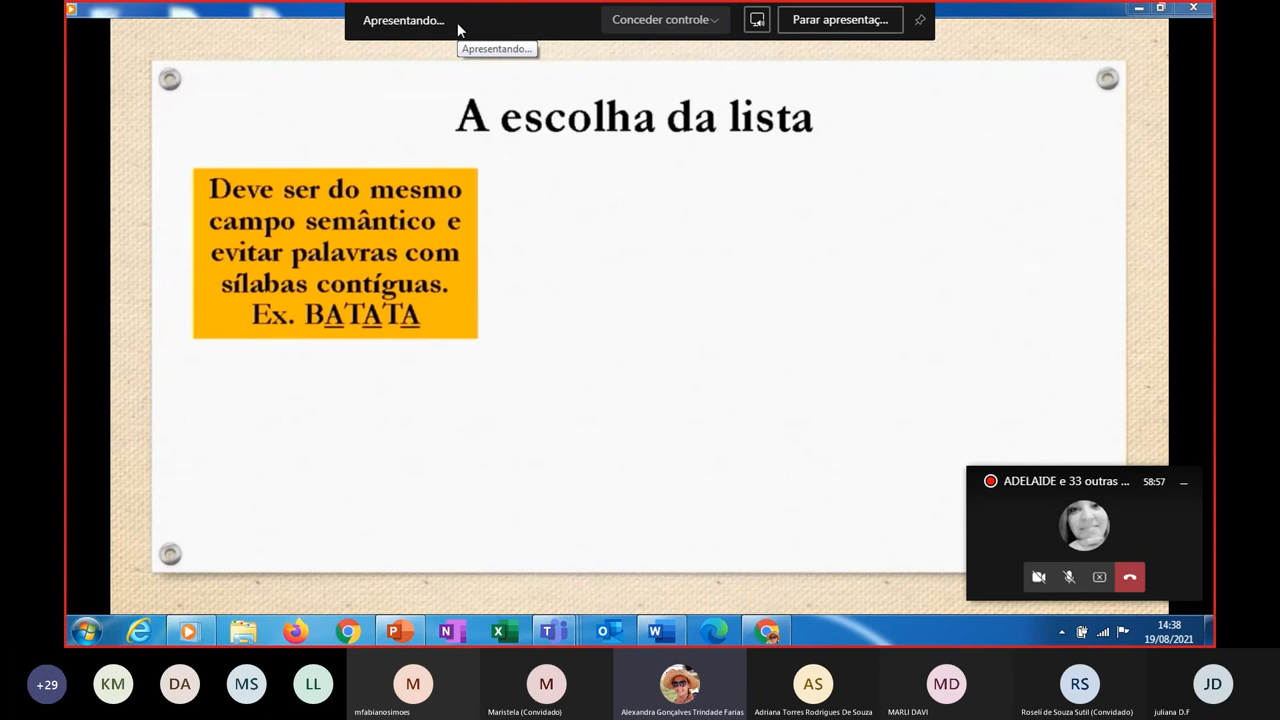 Apresentando...
Conceder controle
Parar apresentaç...
Apresentando...
A escolha da lista
Deve ser do mesmo
campo semântico e
evitar palavras com
sílabas contíguas.
Ex. BATATA
ADELAIDE e 33 outras ...
58:57
14:38
19/08/2021
+29
KM
DA
MS
LL
M
mfabianosimoes
M
Maristela (Convidado)
Alexandra Gonçalves Trindade Farias
AS
Adriana Torres Rodrigues De Souza
MD
MARLI DAVI
RS
Roseli de Souza Sutil (Convidado)
JD
juliana D.F